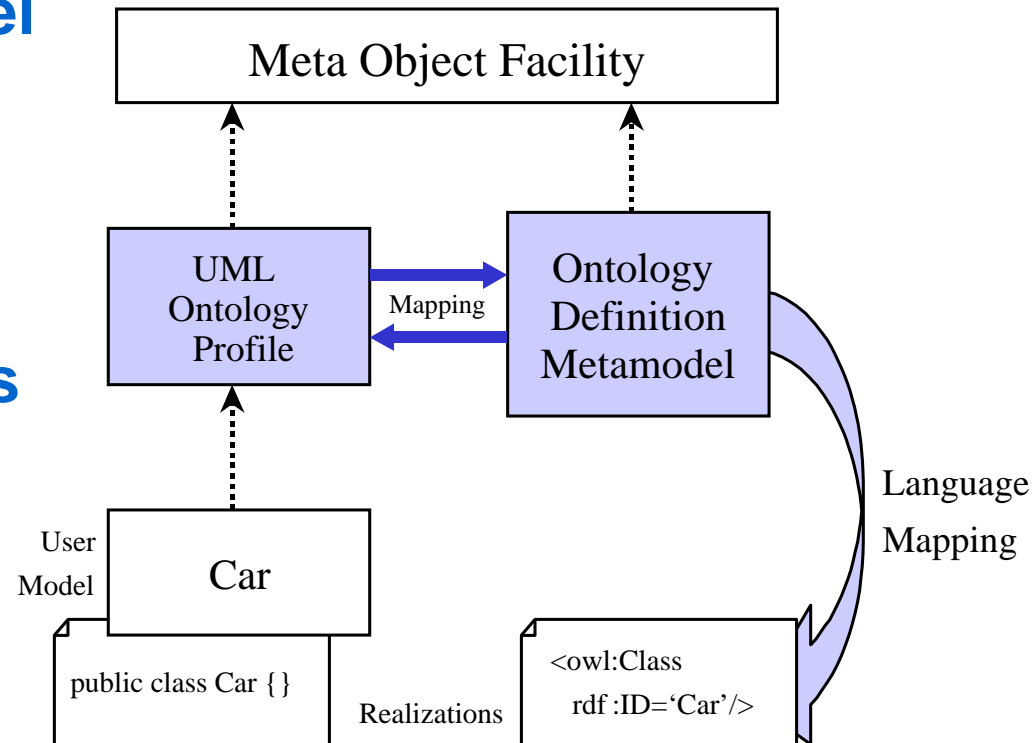 el
Meta Object Facility
UML
Ontology
Profile
Mapping
Ontology
Definition
Metamodel
s
Language
Mapping
User
Model
Car
public class Car {}
Realizations
<owl:Class
rdf :ID=‘Car’/>